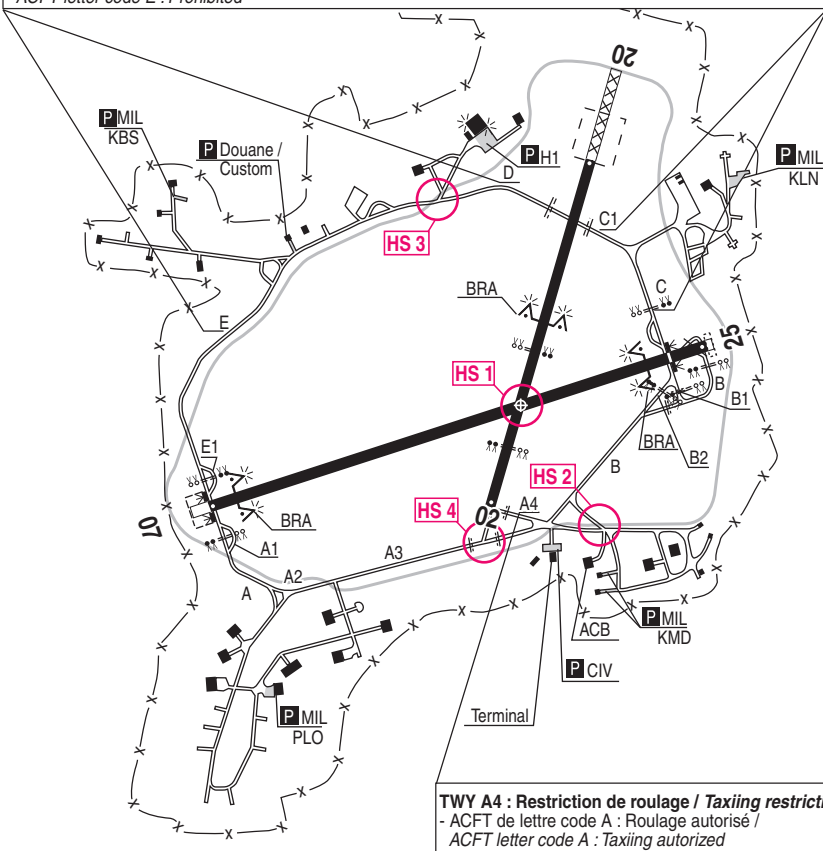 ACFT letter code E : Prohibited
20
P MIL
KBS
P Douane /
Custom
P H1
D
P MIL
KLN
C1
HS 3
BRA
C
E
25
HS 1
B
B1
BRA
B2
B
E1
HS 2
HS 4
02
A4
BRA
07
A1
A3
A2
A
ACB
P MIL
KMD
P CIV
Terminal
P MIL
PLO
TWY A4 : Restriction de roulage / Taxiing restricti
- ACFT de lettre code A : Roulage autorisé /
ACFT letter code A : Taxiing autorized